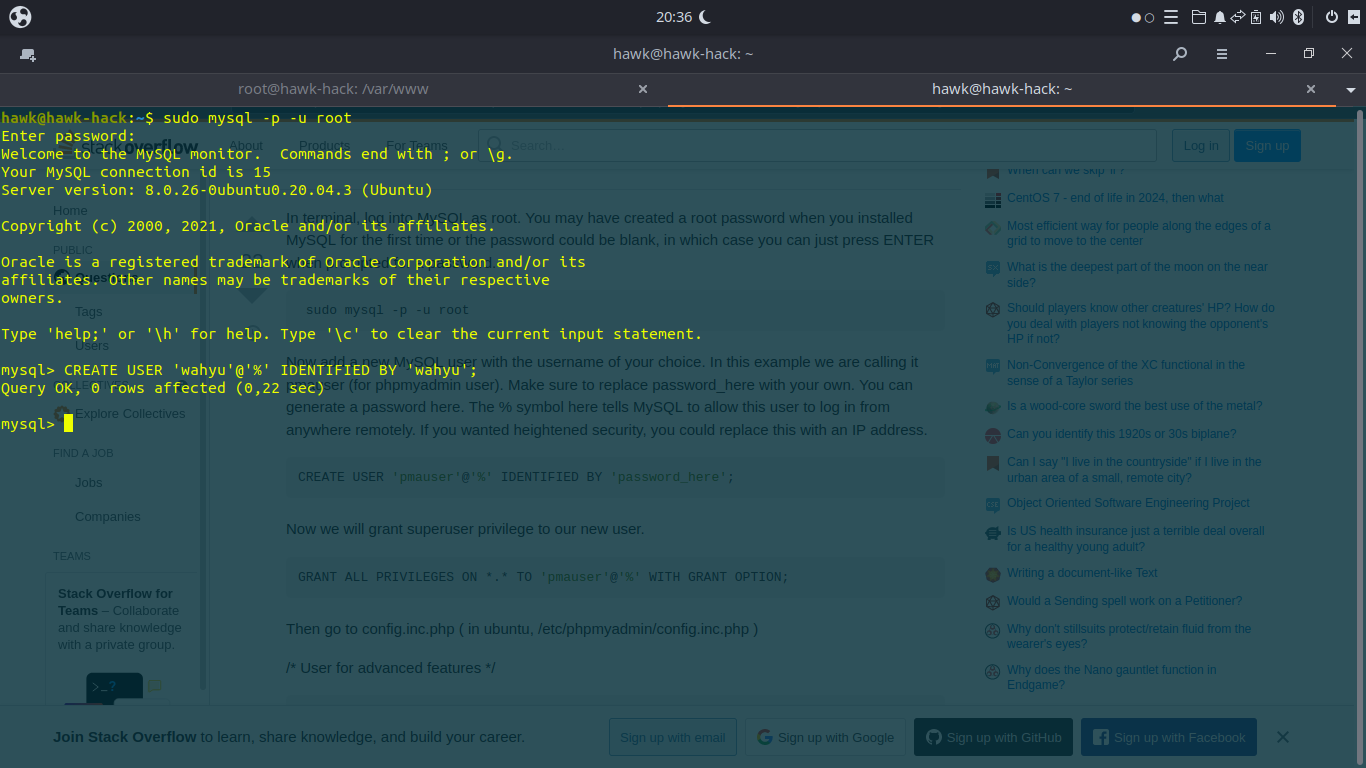 20:36
hawk@hawk-hack: ~
root@hawk-hack: /var/www
hawk@hawk-hack: ~
hawk@hawk-hack:~$ sudo mysql -p -u root
Enter password:
Welcome to the MySQL monitor.  Commands end with ; or \g.
Your MySQL connection id is 15
Server version: 8.0.26-0ubuntu0.20.04.3 (Ubuntu)
Copyright (c) 2000, 2021, Oracle and/or its affiliates.
Oracle is a registered trademark of Oracle Corporation and/or its
affiliates. Other names may be trademarks of their respective
owners.
Type 'help;' or '\h' for help. Type '\c' to clear the current input statement.
mysql> CREATE USER 'wahyu'@'%' IDENTIFIED BY 'wahyu';
Query OK, 0 rows affected (0,22 sec)
mysql>
stackoverflow
About
Products
For Teams
Search...
Log in
Sign up
Home
PUBLIC
Questions
Tags
Users
Explore Collectives
FIND A JOB
Jobs
Companies
TEAMS
Stack Overflow for
Teams – Collaborate
and share knowledge
with a private group.
>_?
In terminal, log into MySQL as root. You may have created a root password when you installed
MySQL for the first time or the password could be blank, in which case you can just press ENTER
sudo mysql -p -u root
Now add a new MySQL user with the username of your choice. In this example we are calling it
(for phpmyadmin user). Make sure to replace password_here with your own. You can
generate a password here. The % symbol here tells MySQL to allow this user to log in from
anywhere remotely. If you wanted heightened security, you could replace this with an IP address.
CREATE USER 'pmauser'@'%' IDENTIFIED BY 'password_here';
Now we will grant superuser privilege to our new user.
GRANT ALL PRIVILEGES ON *.* TO 'pmauser'@'%' WITH GRANT OPTION;
Then go to config.inc.php ( in ubuntu, /etc/phpmyadmin/config.inc.php )
/* User for advanced features */
When can we skip "if"?
CentOS 7 - end of life in 2024, then what
Most efficient way for people along the edges of a
grid to move to the center
What is the deepest part of the moon on the near
side?
Should players know other creatures' HP? How do
you deal with players not knowing the opponent's
HP if not?
Non-Convergence of the XC functional in the
sense of a Taylor series
Is a wood-core sword the best use of the metal?
Can you identify this 1920s or 30s biplane?
Can I say "I live in the countryside" if I live in the
urban area of a small, remote city?
Object Oriented Software Engineering Project
Is US health insurance just a terrible deal overall
for a healthy young adult?
Writing a document-like Text
Would a Sending spell work on a Petitioner?
Why don't stillsuits protect/retain fluid from the
wearer's eyes?
Why does the Nano gauntlet function in
Endgame?
Join Stack Overflow to learn, share knowledge, and build your career.
Sign up with email
Sign up with Google
Sign up with GitHub
Sign up with Facebook